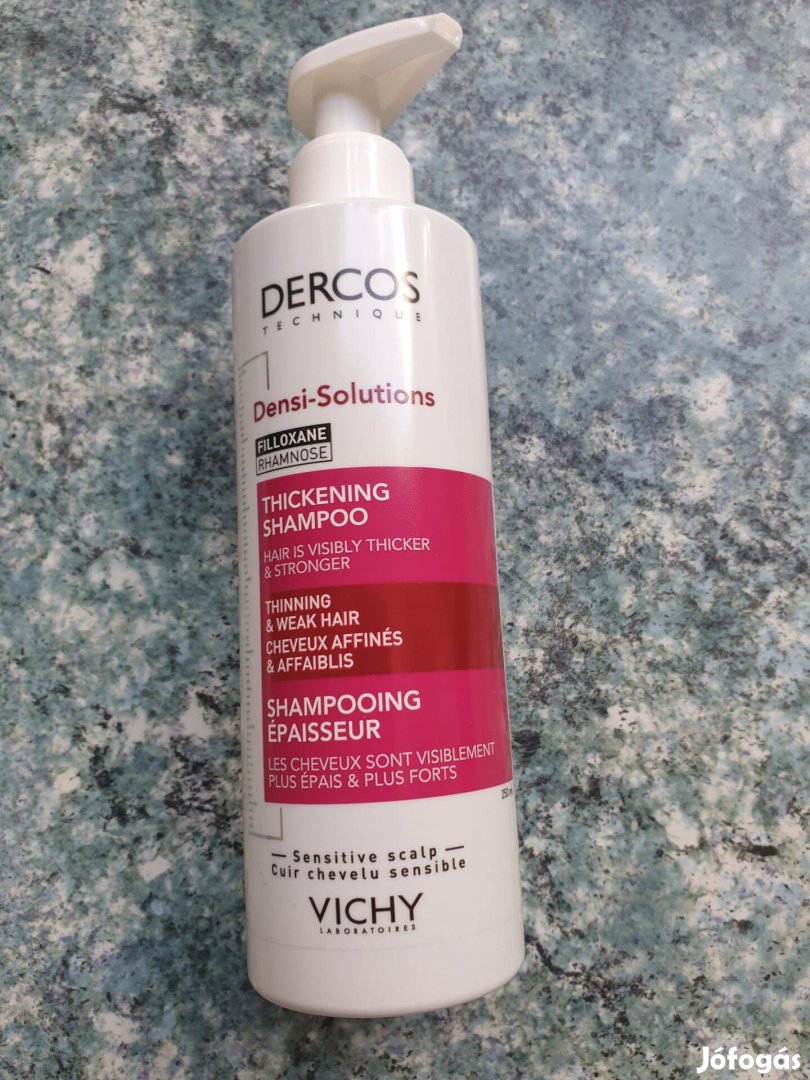 DERCOS
TECHNIQUE
Densi-Solutions
FILLOXANE
RHAMNOSE
THICKENING
SHAMPOO
HAIR IS VISIBLY THICKER
& STRONGER
THINNING
& WEAK HAIR
CHEVEUX AFFINÉS
& AFFAIBLIS
SHAMPOOING
ÉPAISSEUR
LES CHEVEUX SONT VISIBLEMENT
PLUS ÉPAIS & PLUS FORTS
250 m
Sensitive scalp
Cuir chevelu sensible
VICHY
LABORATOIRES
Jófogás